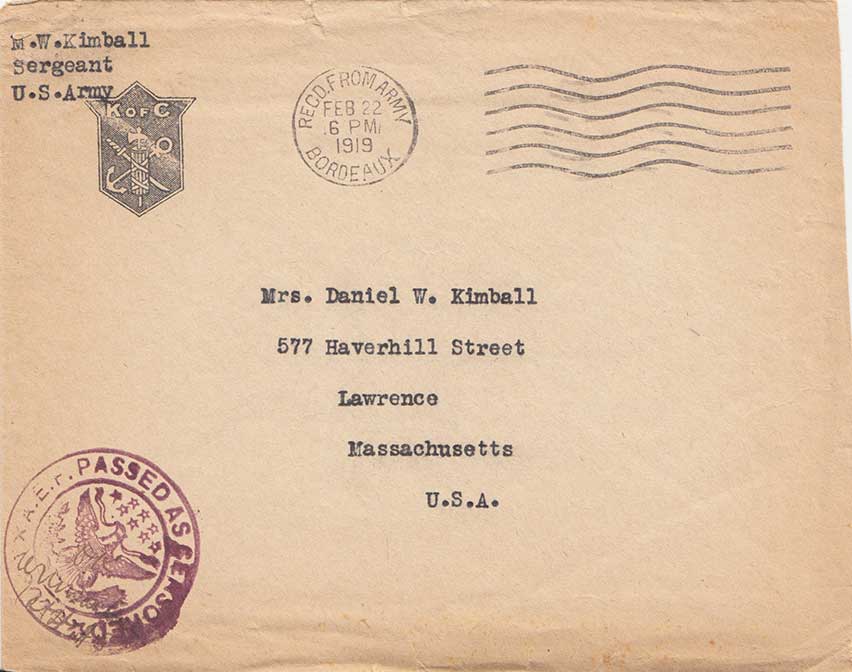 M.W.Kimball
Sergeant
U.S.Army
K OF C
REC'D. FROM ARMY
FEB 22
6 PM
1919
BORDEAUX
Mrs. Daniel W. Kimball
577 Haverhill Street
Lawrence
Massachusetts
U.S.A.
A.E.F. PASSED AS CENSORED